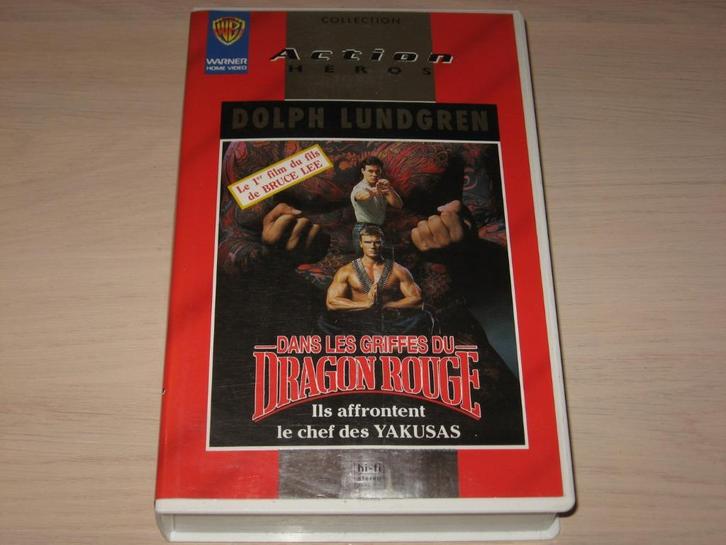 COLLECTION
WB
WARNER
HOME VIDEO
Action
HEROS
DOLPH LUNDGREN
Le 1er film du fils
de BRUCE LEE
DANS LES GRIFFES DU
DRAGON ROUGE
Ils affrontent
le chef des YAKUSAS
hi-fi
stereo